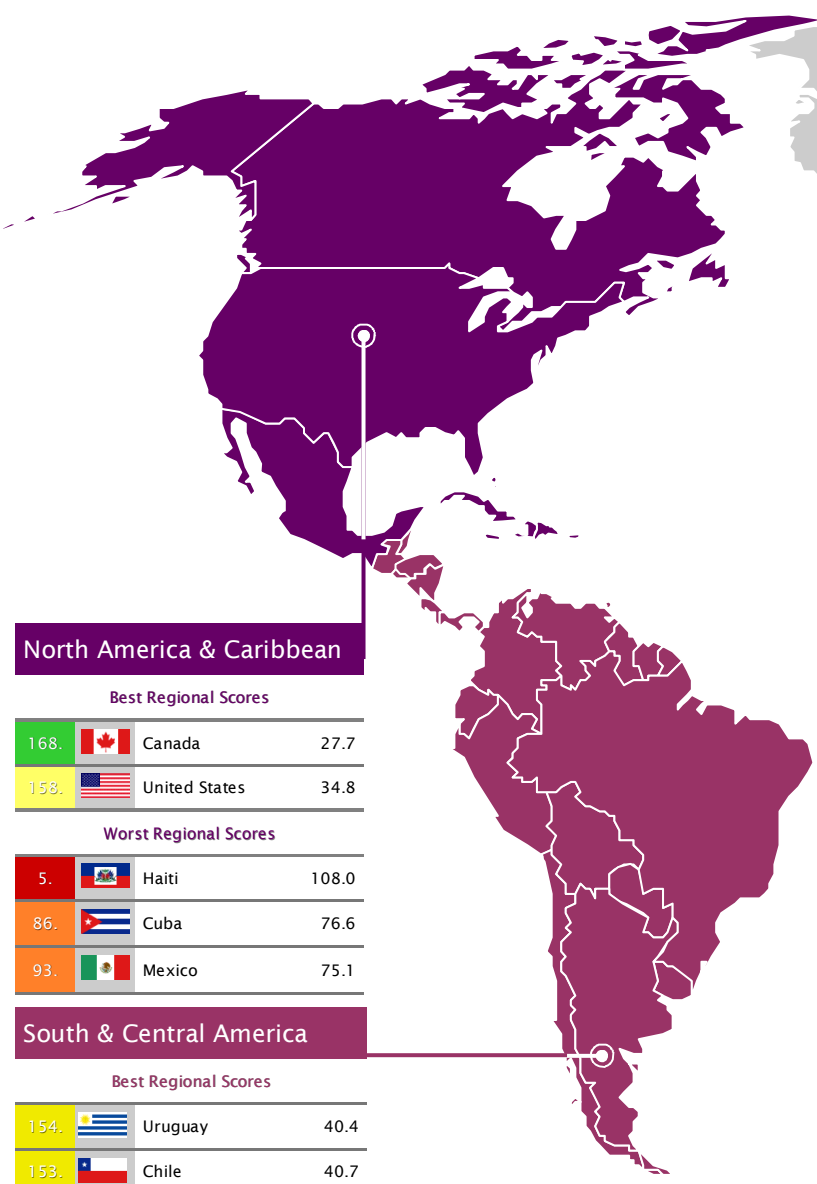 North America & Caribbean
Best Regional Scores
168. Canada 27.7
158. United States 34.8
Worst Regional Scores
5. Haiti 108.0
86. Cuba 76.6
93. Mexico 75.1
South & Central America
Best Regional Scores
154. Uruguay 40.4
153. Chile 40.7